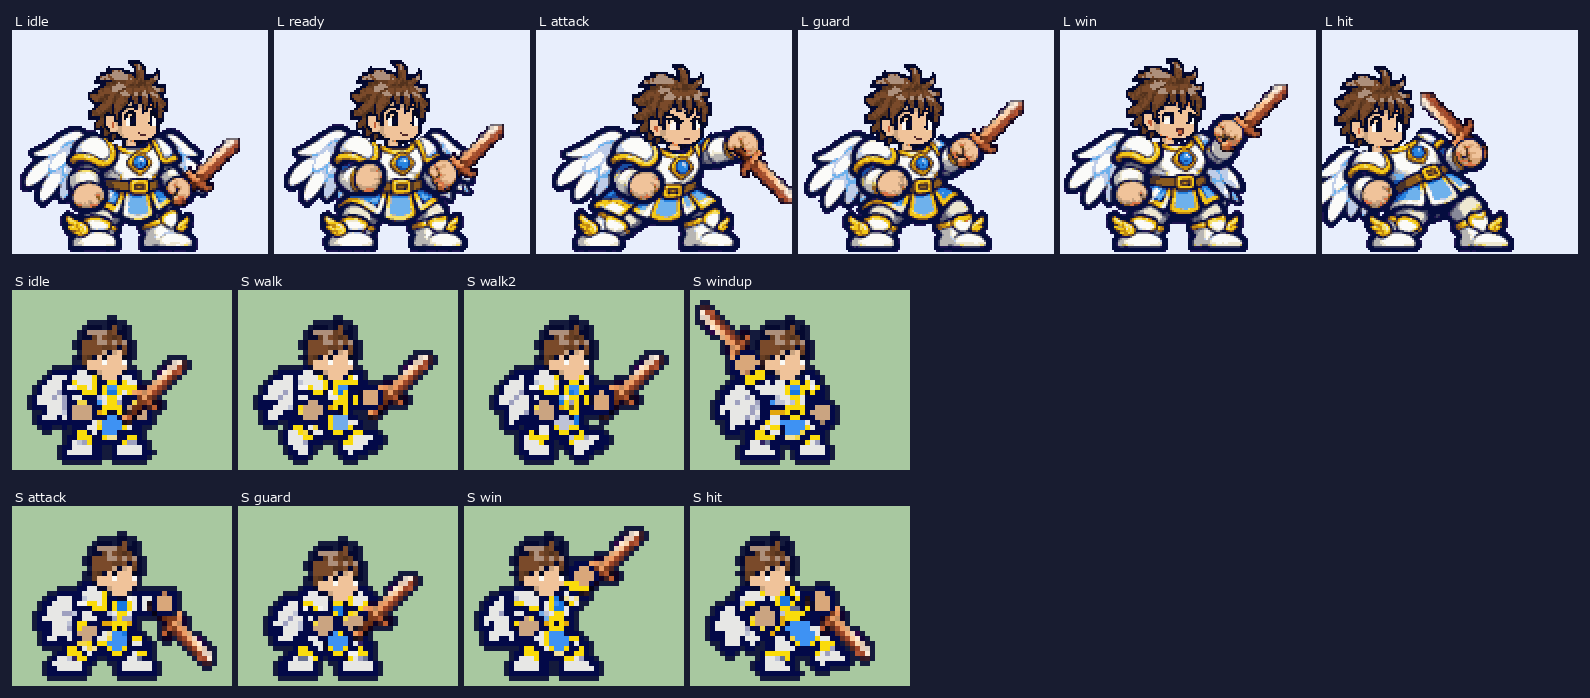 L idle
L ready
L attack
L guard
L win
L hit
S idle
S walk
S walk2
S windup
S attack
S guard
S win
S hit